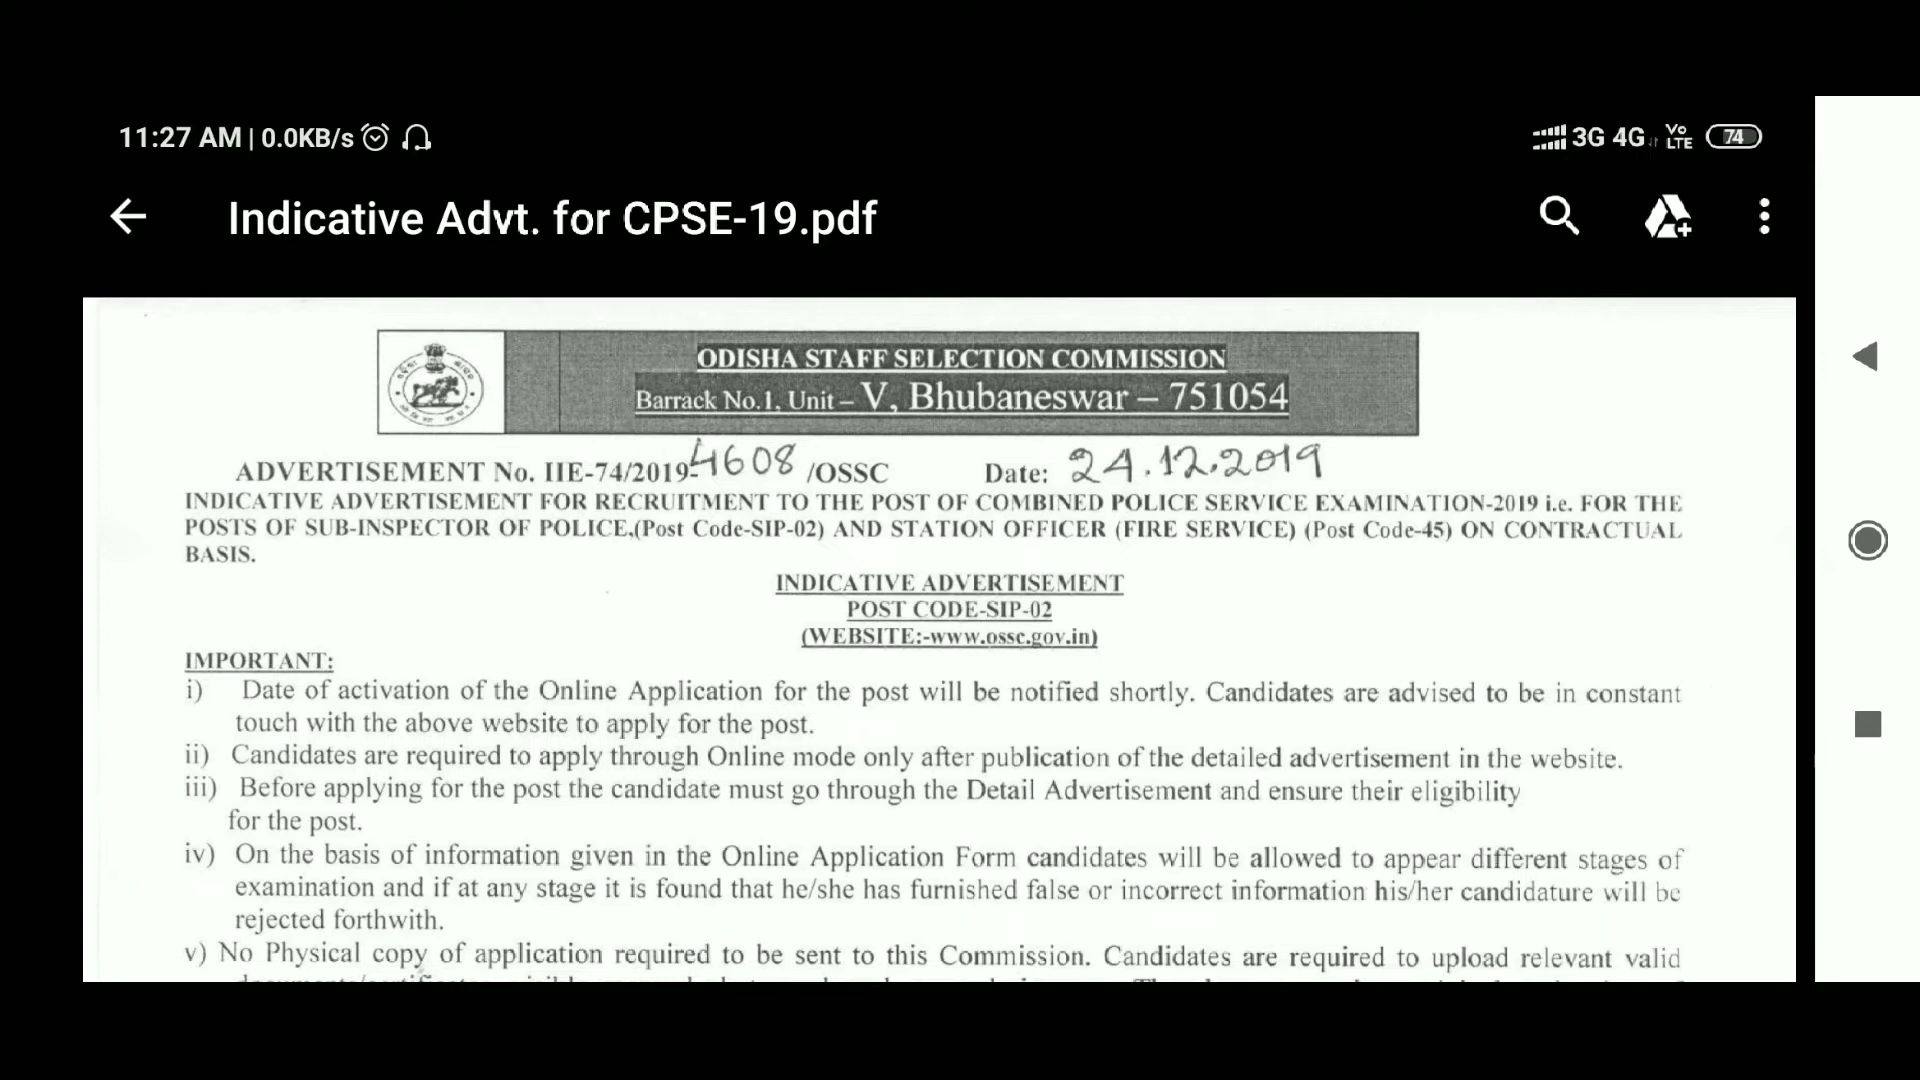 11:27 AM | 0.0KB/s
3G 4G Vo LTE 74
Indicative Advt. for CPSE-19.pdf
ODISHA STAFF SELECTION COMMISSION
Barrack No.1, Unit – V, Bhubaneswar – 751054
ADVERTISEMENT No. IIE-74/2019-4608 /OSSC Date: 24.12.2019
INDICATIVE ADVERTISEMENT FOR RECRUITMENT TO THE POST OF COMBINED POLICE SERVICE EXAMINATION-2019 i.e. FOR THE
POSTS OF SUB-INSPECTOR OF POLICE,(Post Code-SIP-02) AND STATION OFFICER (FIRE SERVICE) (Post Code-45) ON CONTRACTUAL
BASIS.
INDICATIVE ADVERTISEMENT
POST CODE-SIP-02
(WEBSITE:-www.ossc.gov.in)
IMPORTANT:
i) Date of activation of the Online Application for the post will be notified shortly. Candidates are advised to be in constant
touch with the above website to apply for the post.
ii) Candidates are required to apply through Online mode only after publication of the detailed advertisement in the website.
iii) Before applying for the post the candidate must go through the Detail Advertisement and ensure their eligibility
for the post.
iv) On the basis of information given in the Online Application Form candidates will be allowed to appear different stages of
examination and if at any stage it is found that he/she has furnished false or incorrect information his/her candidature will be
rejected forthwith.
v) No Physical copy of application required to be sent to this Commission. Candidates are required to upload relevant valid